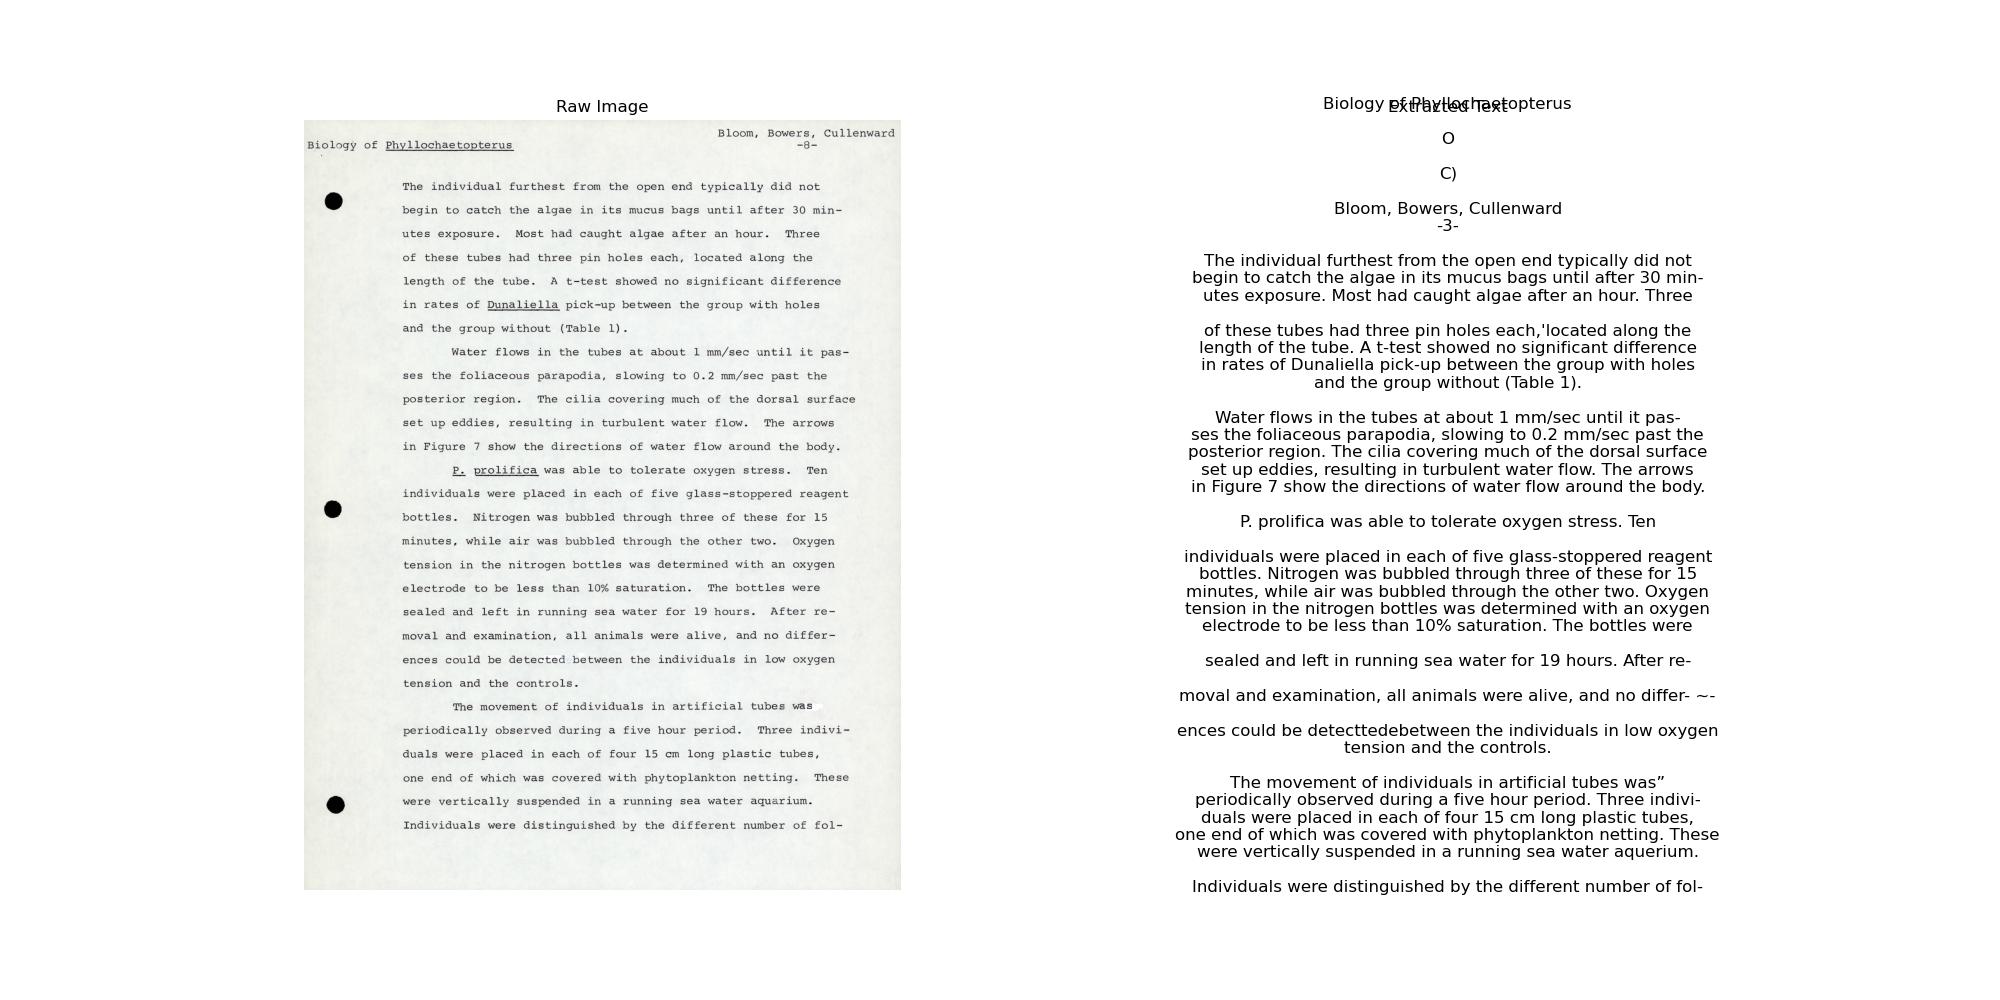 Raw Image
Bloom, Bowers, Cullenward
Biology of Phyllochaetopterus
-8-
The individual furthest from the open end typically did not
begin to catch the algae in its mucus bags until after 30 min-
utes exposure.  Most had caught algae after an hour.  Three
of these tubes had three pin holes each, located along the
length of the tube.  A t-test showed no significant difference
in rates of Dunaliella pick-up between the group with holes
and the group without (Table 1).
Water flows in the tubes at about 1 mm/sec until it pas-
ses the foliaceous parapodia, slowing to 0.2 mm/sec past the
posterior region.  The cilia covering much of the dorsal surface
set up eddies, resulting in turbulent water flow.  The arrows
in Figure 7 show the directions of water flow around the body.
P. prolifica was able to tolerate oxygen stress.  Ten
individuals were placed in each of five glass-stoppered reagent
bottles.  Nitrogen was bubbled through three of these for 15
minutes, while air was bubbled through the other two.  Oxygen
tension in the nitrogen bottles was determined with an oxygen
electrode to be less than 10% saturation.  The bottles were
sealed and left in running sea water for 19 hours.  After re-
moval and examination, all animals were alive, and no differ-
ences could be detected between the individuals in low oxygen
tension and the controls.
The movement of individuals in artificial tubes was
periodically observed during a five hour period.  Three indivi-
duals were placed in each of four 15 cm long plastic tubes,
one end of which was covered with phytoplankton netting.  These
were vertically suspended in a running sea water aquarium.
Individuals were distinguished by the different number of fol-
Extracted Text
Biology of Phyllochaetopterus
O
C)
Bloom, Bowers, Cullenward
-3-
The individual furthest from the open end typically did not
begin to catch the algae in its mucus bags until after 30 min-
utes exposure. Most had caught algae after an hour. Three
of these tubes had three pin holes each,'located along the
length of the tube. A t-test showed no significant difference
in rates of Dunaliella pick-up between the group with holes
and the group without (Table 1).
Water flows in the tubes at about 1 mm/sec until it pas-
ses the foliaceous parapodia, slowing to 0.2 mm/sec past the
posterior region. The cilia covering much of the dorsal surface
set up eddies, resulting in turbulent water flow. The arrows
in Figure 7 show the directions of water flow around the body.
P. prolifica was able to tolerate oxygen stress. Ten
individuals were placed in each of five glass-stoppered reagent
bottles. Nitrogen was bubbled through three of these for 15
minutes, while air was bubbled through the other two. Oxygen
tension in the nitrogen bottles was determined with an oxygen
electrode to be less than 10% saturation. The bottles were
sealed and left in running sea water for 19 hours. After re-
moval and examination, all animals were alive, and no differ- ~-
ences could be detecttedebetween the individuals in low oxygen
tension and the controls.
The movement of individuals in artificial tubes was”
periodically observed during a five hour period. Three indivi-
duals were placed in each of four 15 cm long plastic tubes,
one end of which was covered with phytoplankton netting. These
were vertically suspended in a running sea water aquerium.
Individuals were distinguished by the different number of fol-